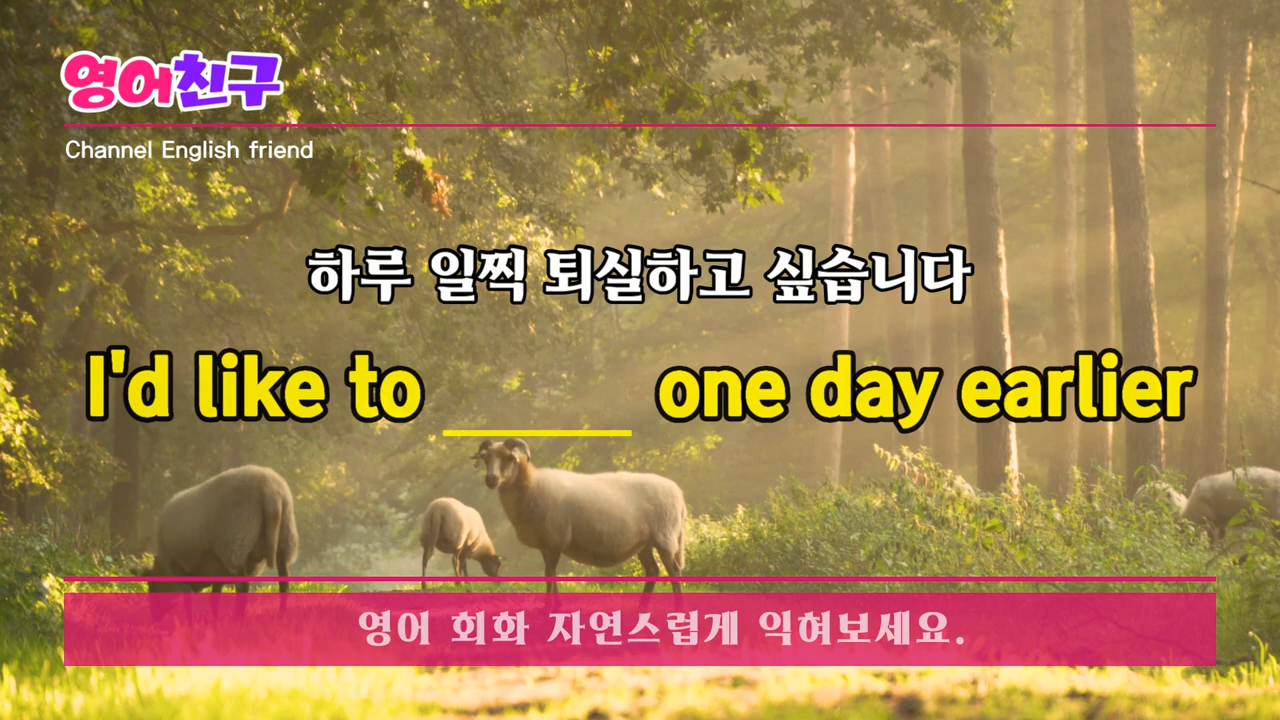 영어친구
Channel English friend
하루 일찍 퇴실하고 싶습니다
I'd like to ______ one day earlier
영어 회화 자연스럽게 익혀보세요.